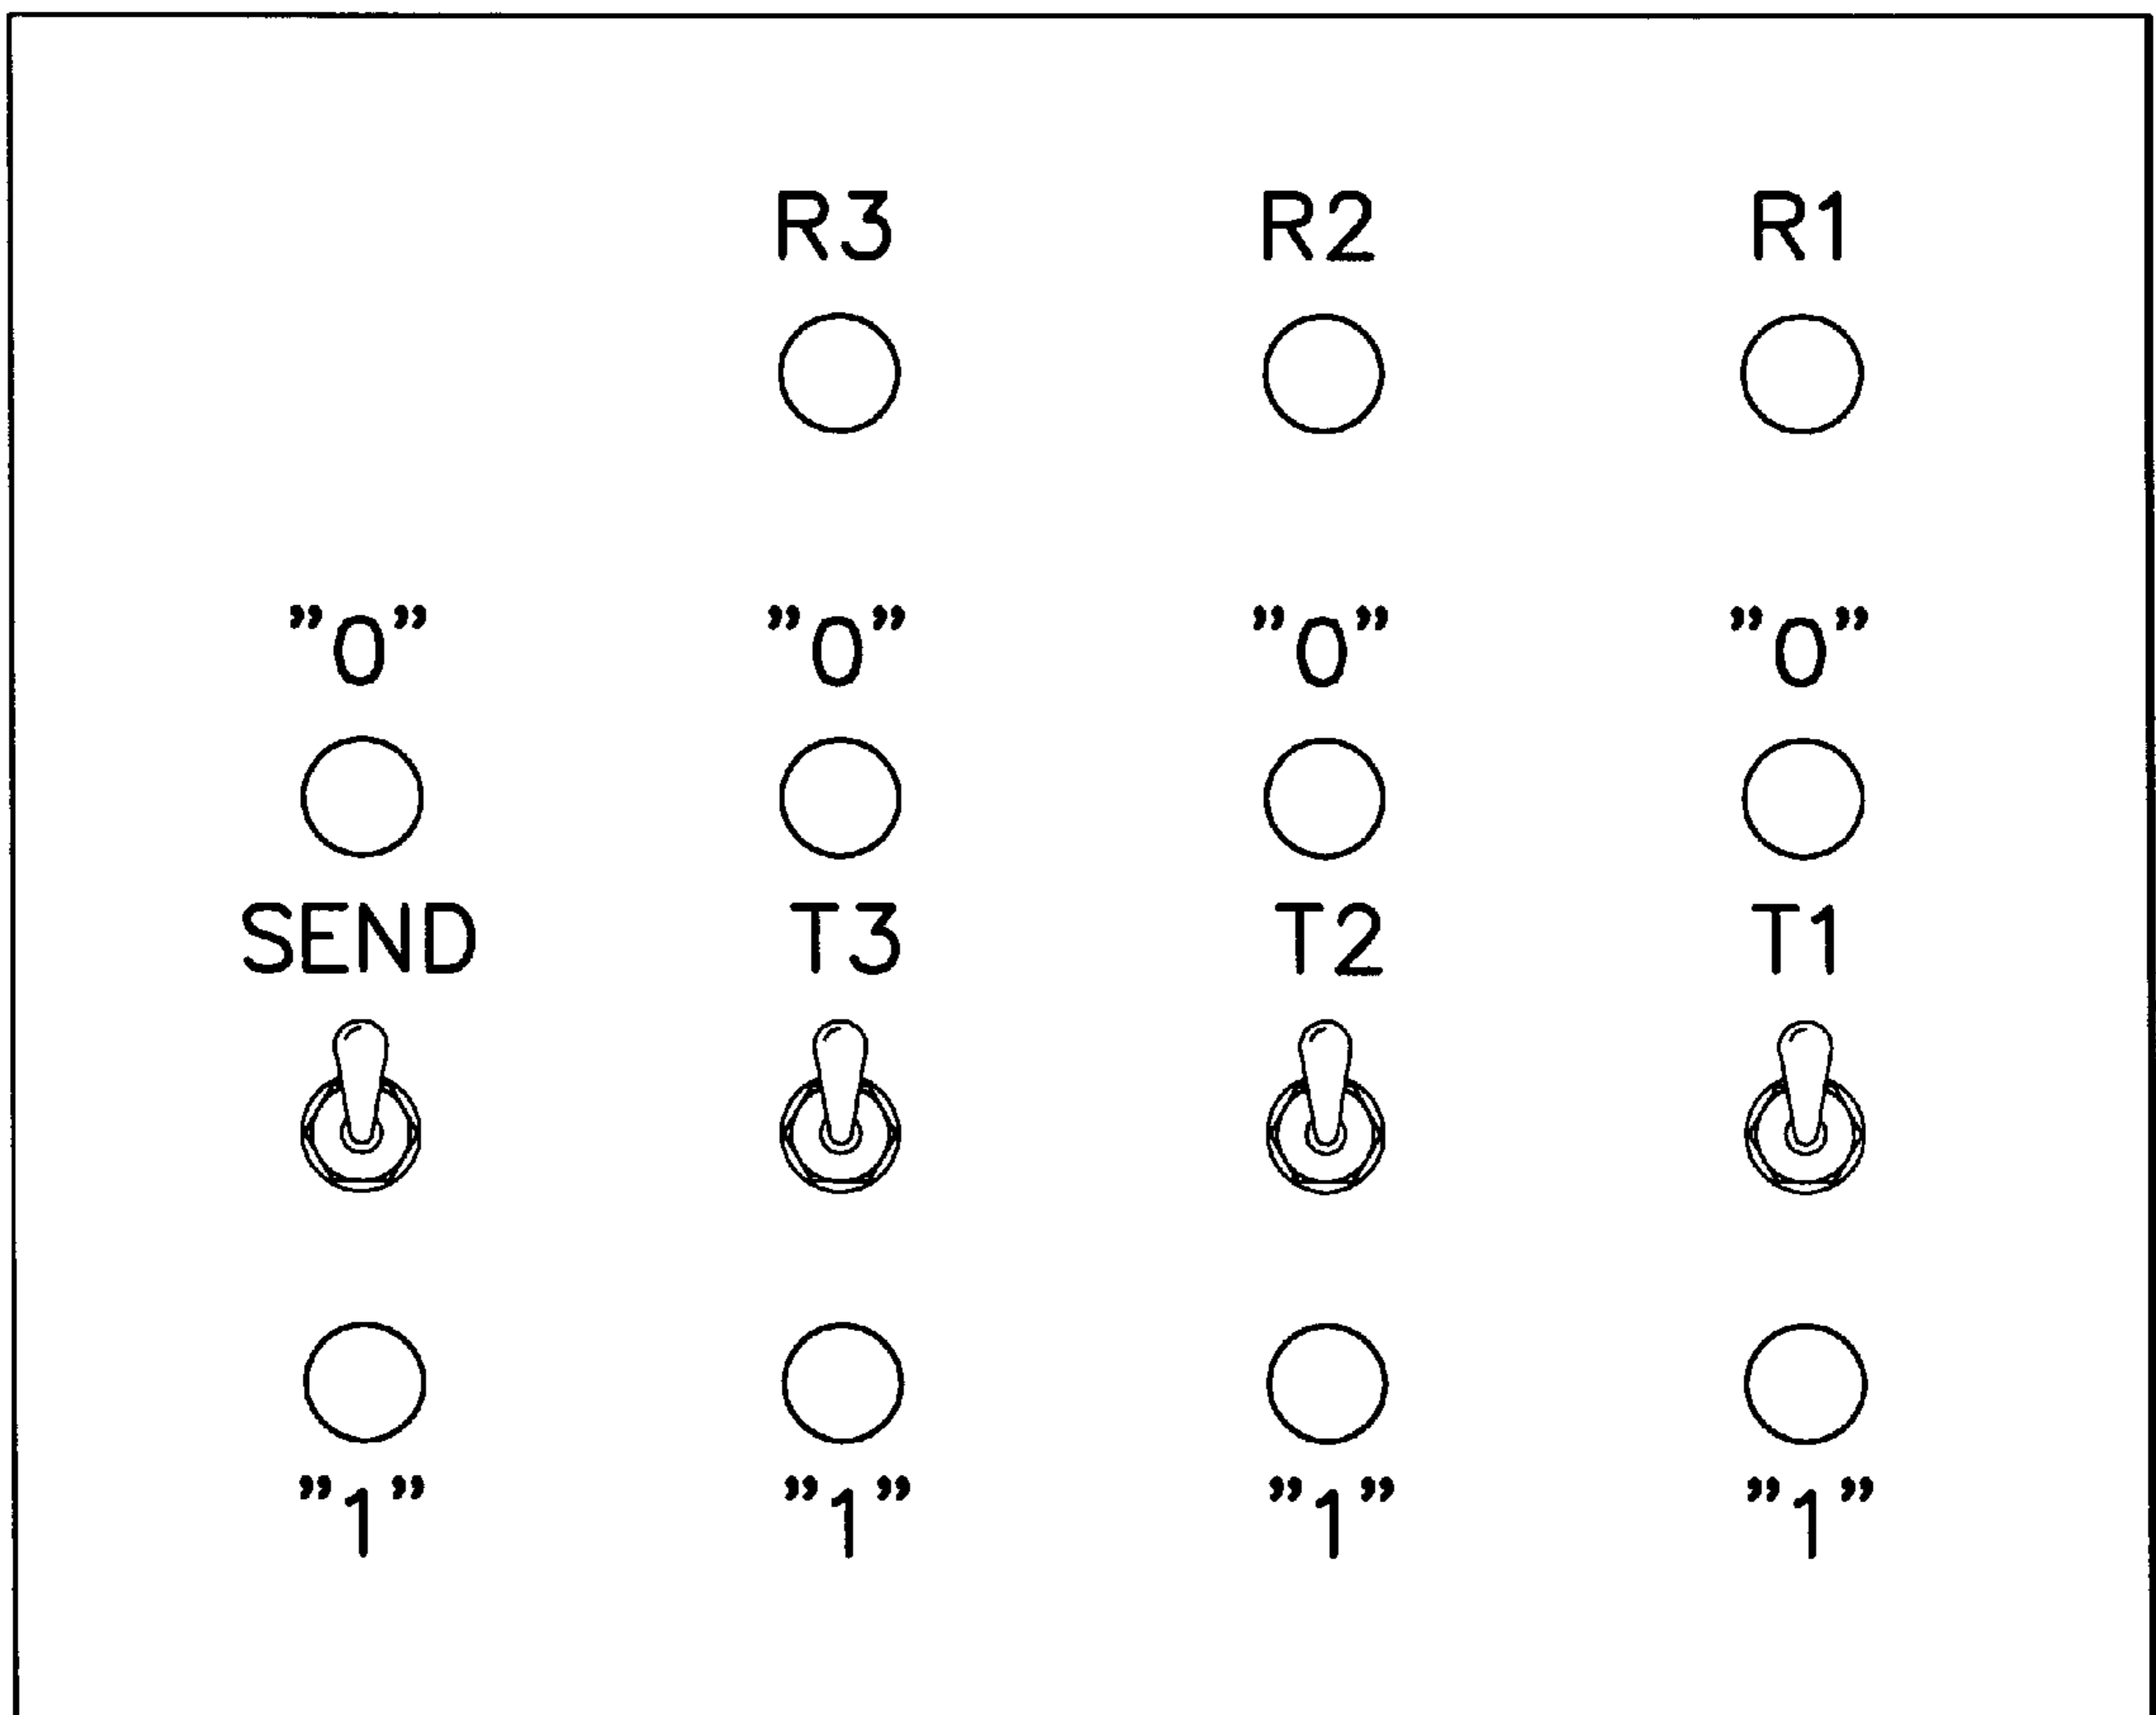 R3 R2 R1
”0” ”0” ”0” ”0”
SEND T3 T2 T1
”1” ”1” ”1” ”1”